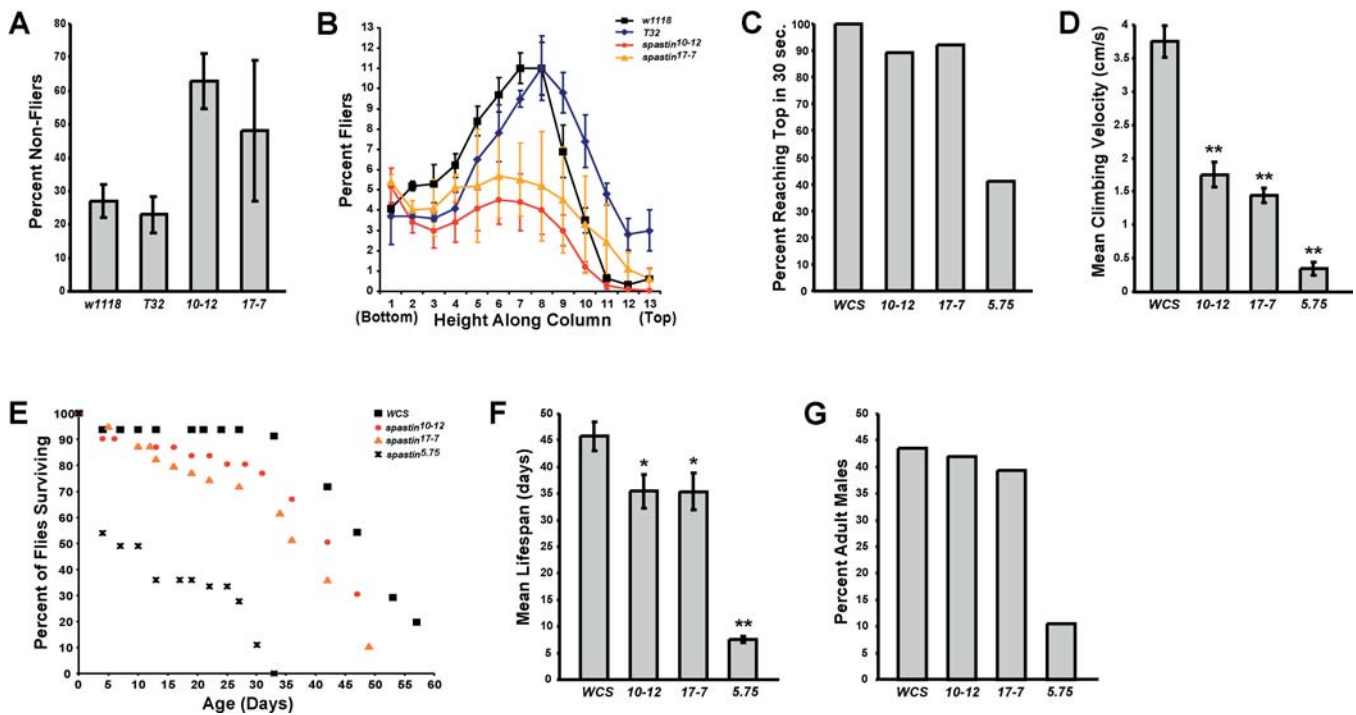 A
Percent Non-Fliers
80
70
60
50
40
30
20
10
0
w1118 T32 10-12 17-7
B
Percent Fliers
13
12
11
10
9
8
7
6
5
4
3
2
1
0
1 2 3 4 5 6 7 8 9 10 11 12 13
(Bottom) Height Along Column (Top)
w1118
T32
spastin10-12
spastin17-7
C
Percent Reaching Top in 30 sec.
100
90
80
70
60
50
40
30
20
10
0
WCS 10-12 17-7 5.75
D
Mean Climbing Velocity (cm/s)
4
3.5
3
2.5
2
1.5
1
0.5
0
**
**
**
WCS 10-12 17-7 5.75
E
Percent of Flies Surviving
100
90
80
70
60
50
40
30
20
10
0
0 5 10 15 20 25 30 35 40 45 50 55 60
Age (Days)
WCS
spastin10-12
spastin17-7
spastin5.75
F
Mean Lifespan (days)
50
45
40
35
30
25
20
15
10
5
0
*
*
**
WCS 10-12 17-7 5.75
G
Percent Adult Males
50
45
40
35
30
25
20
15
10
5
0
WCS 10-12 17-7 5.75